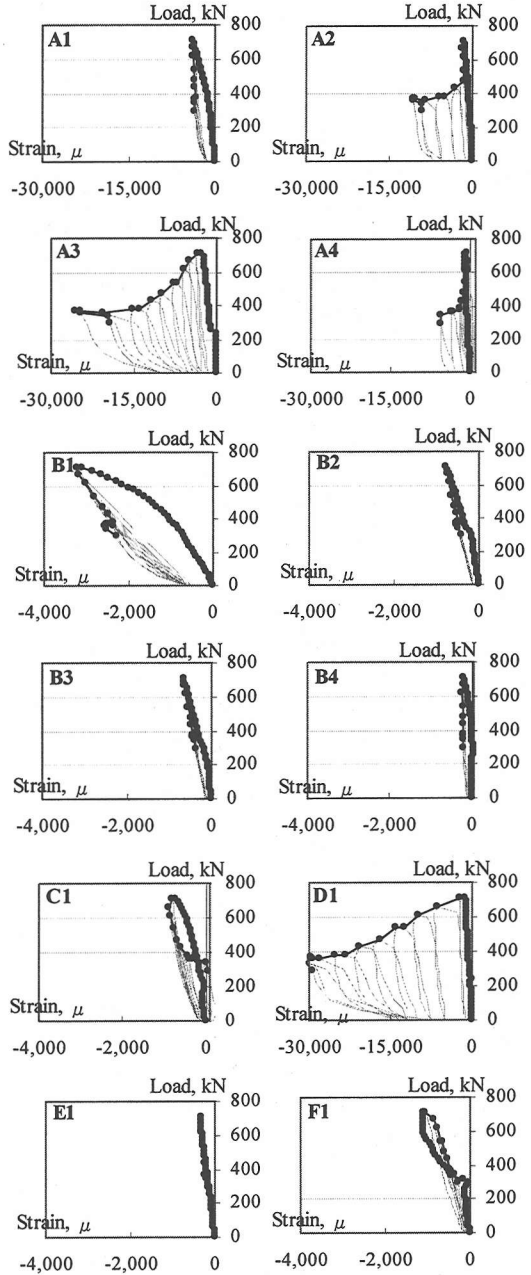 Load, kN
Load, kN
A1 800
A2 800
600
600
400
400
200
200
Strain, μ 0
Strain, μ 0
-30,000 -15,000 0
-30,000 -15,000 0
Load, kN
Load, kN
A3 800
A4 800
600
600
400
400
200
200
Strain, μ 0
Strain, μ 0
-30,000 -15,000 0
-30,000 -15,000 0
Load, kN
Load, kN
B1 800
B2 800
600
600
400
400
200
200
Strain, μ 0
Strain, μ 0
-4,000 -2,000 0
-4,000 -2,000 0
Load, kN
Load, kN
B3 800
B4 800
600
600
400
400
200
200
Strain, μ 0
Strain, μ 0
-4,000 -2,000 0
-4,000 -2,000 0
Load, kN
Load, kN
C1 800
D1 800
600
600
400
400
200
200
Strain, μ 0
Strain, μ 0
-4,000 -2,000 0
-30,000 -15,000 0
Load, kN
Load, kN
E1 800
F1 800
600
600
400
400
200
200
Strain, μ 0
Strain, μ 0
-4,000 -2,000 0
-4,000 -2,000 0